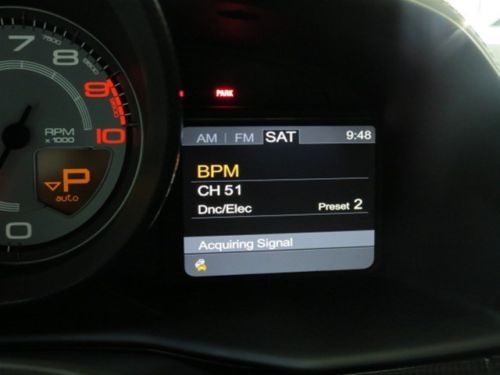 7
8
9
10
RPM
x 1000
P
auto
0
PARK
AM | FM SAT 9:48
BPM
CH 51
Dnc/Elec Preset 2
Acquiring Signal